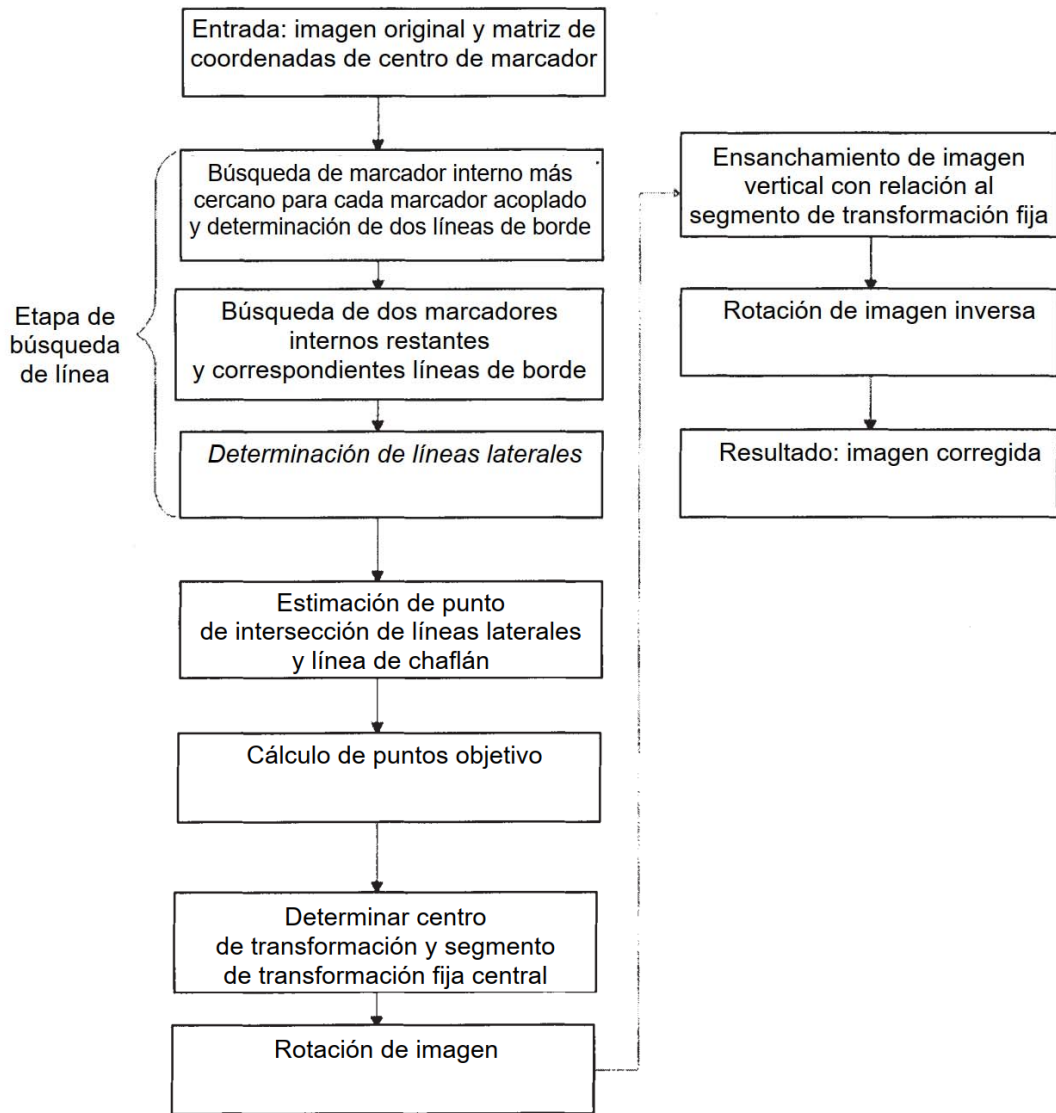 Entrada: imagen original y matriz de
coordenadas de centro de marcador
Etapa de
búsqueda
de línea
Búsqueda de marcador interno más
cercano para cada marcador acoplado
y determinación de dos líneas de borde
Búsqueda de dos marcadores
internos restantes
y correspondientes líneas de borde
Determinación de líneas laterales
Estimación de punto
de intersección de líneas laterales
y línea de chaflán
Cálculo de puntos objetivo
Determinar centro
de transformación y segmento
de transformación fija central
Rotación de imagen
Ensanchamiento de imagen
vertical con relación al
segmento de transformación fija
Rotación de imagen inversa
Resultado: imagen corregida